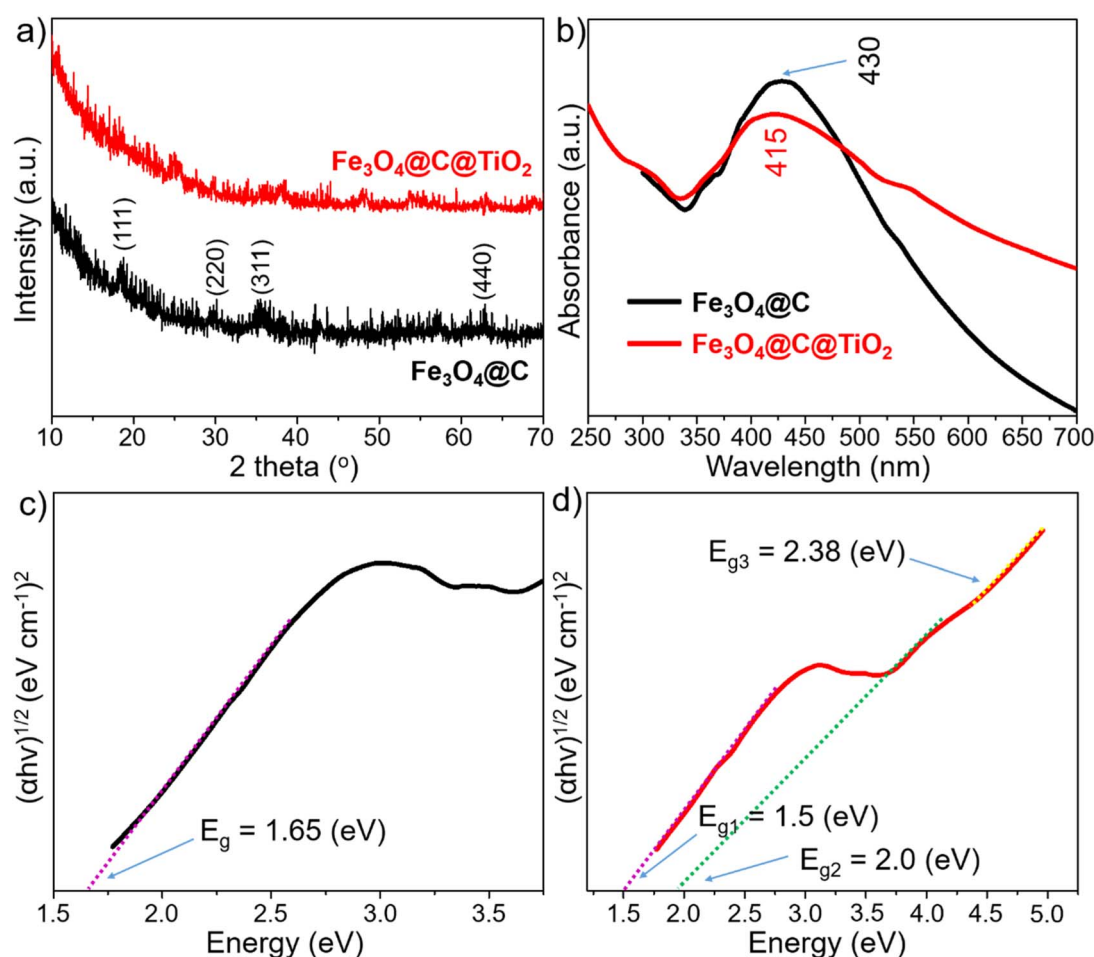 a)
Intensity (a.u.)
Fe₃O₄@C@TiO₂
(111)
(220)
(311)
(440)
Fe₃O₄@C
10 20 30 40 50 60 70
2 theta (o)
b)
Absorbance (a.u.)
430
415
Fe₃O₄@C
Fe₃O₄@C@TiO₂
250 300 350 400 450 500 550 600 650 700
Wavelength (nm)
c)
(αhν)¹/² (eV cm⁻¹)²
Eg = 1.65 (eV)
1.5 2.0 2.5 3.0 3.5
Energy (eV)
d)
(αhν)¹/² (eV cm⁻¹)²
Eg3 = 2.38 (eV)
Eg1 = 1.5 (eV)
Eg2 = 2.0 (eV)
1.5 2.0 2.5 3.0 3.5 4.0 4.5 5.0
Energy (eV)